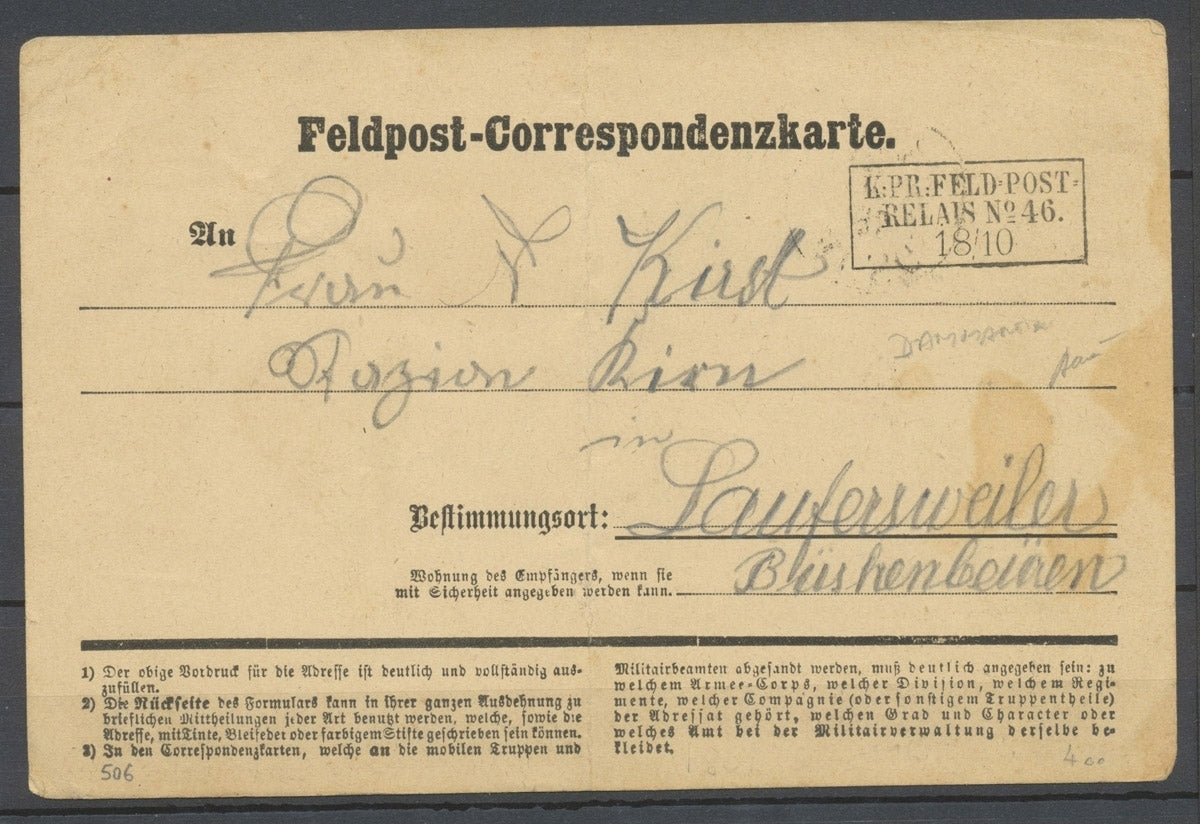 Feldpost-Correspondenzkarte.
K:PR:FELD-POST-
RELAIS No 46.
18/10
An Frau N Kirst
Stazion Kirn
in
Bestimmungsort: Laufersweiler
Wohnung des Empfängers, wenn sie
mit Sicherheit angegeben werden kann.
1) Der obige Vordruck für die Adresse ist deutlich und vollständig aus-
zufüllen.
2) Die Rückseite des Formulars kann in ihrer ganzen Ausdehnung zu
brieflichen Mittheilungen jeder Art benutzt werden, welche, sowie die
Adresse, mit Tinte, Bleifeder oder farbigem Stifte geschrieben sein können.
3) In den Correspondenzkarten, welche an die mobilen Truppen und
Militairbeamten abgesandt werden, muß deutlich angegeben sein: zu
welchem Armee-Corps, welcher Division, welchem Regi-
mente, welcher Compagnie (oder sonstigem Truppentheile)
der Adressat gehört, welchen Grad und Character oder
welches Amt bei der Militairverwaltung derselbe be-
kleidet.
506
400